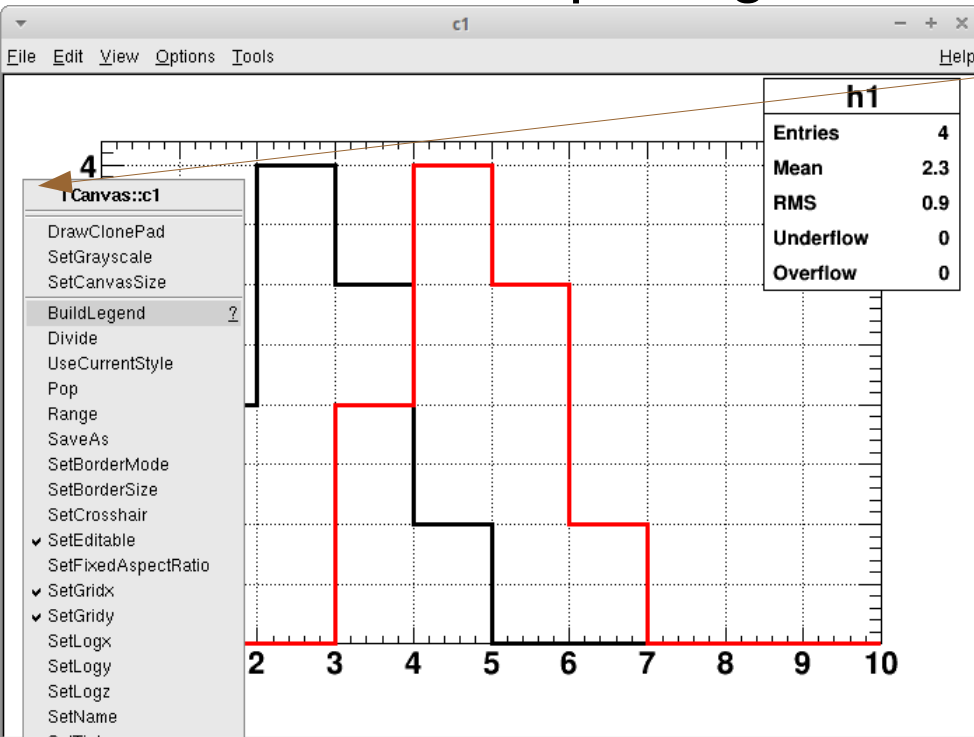 c1
File Edit View Options Tools Help
h1
Entries 4
Mean 2.3
RMS 0.9
Underflow 0
Overflow 0
4
TCanvas::c1
DrawClonePad
SetGrayscale
SetCanvasSize
BuildLegend ?
Divide
UseCurrentStyle
Pop
Range
SaveAs
SetBorderMode
SetBorderSize
SetCrosshair
SetEditable
SetFixedAspectRatio
SetGridx
SetGridy
SetLogx
SetLogy
SetLogz
SetName
2 3 4 5 6 7 8 9 10